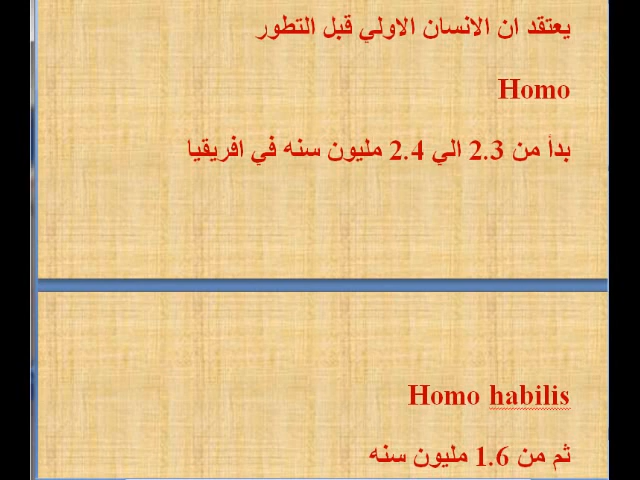 يعتقد ان الانسان الاولي قبل التطور
Homo
بدأ من 2.3 الي 2.4 مليون سنه في افريقيا
Homo habilis
ثم من 1.6 مليون سنه